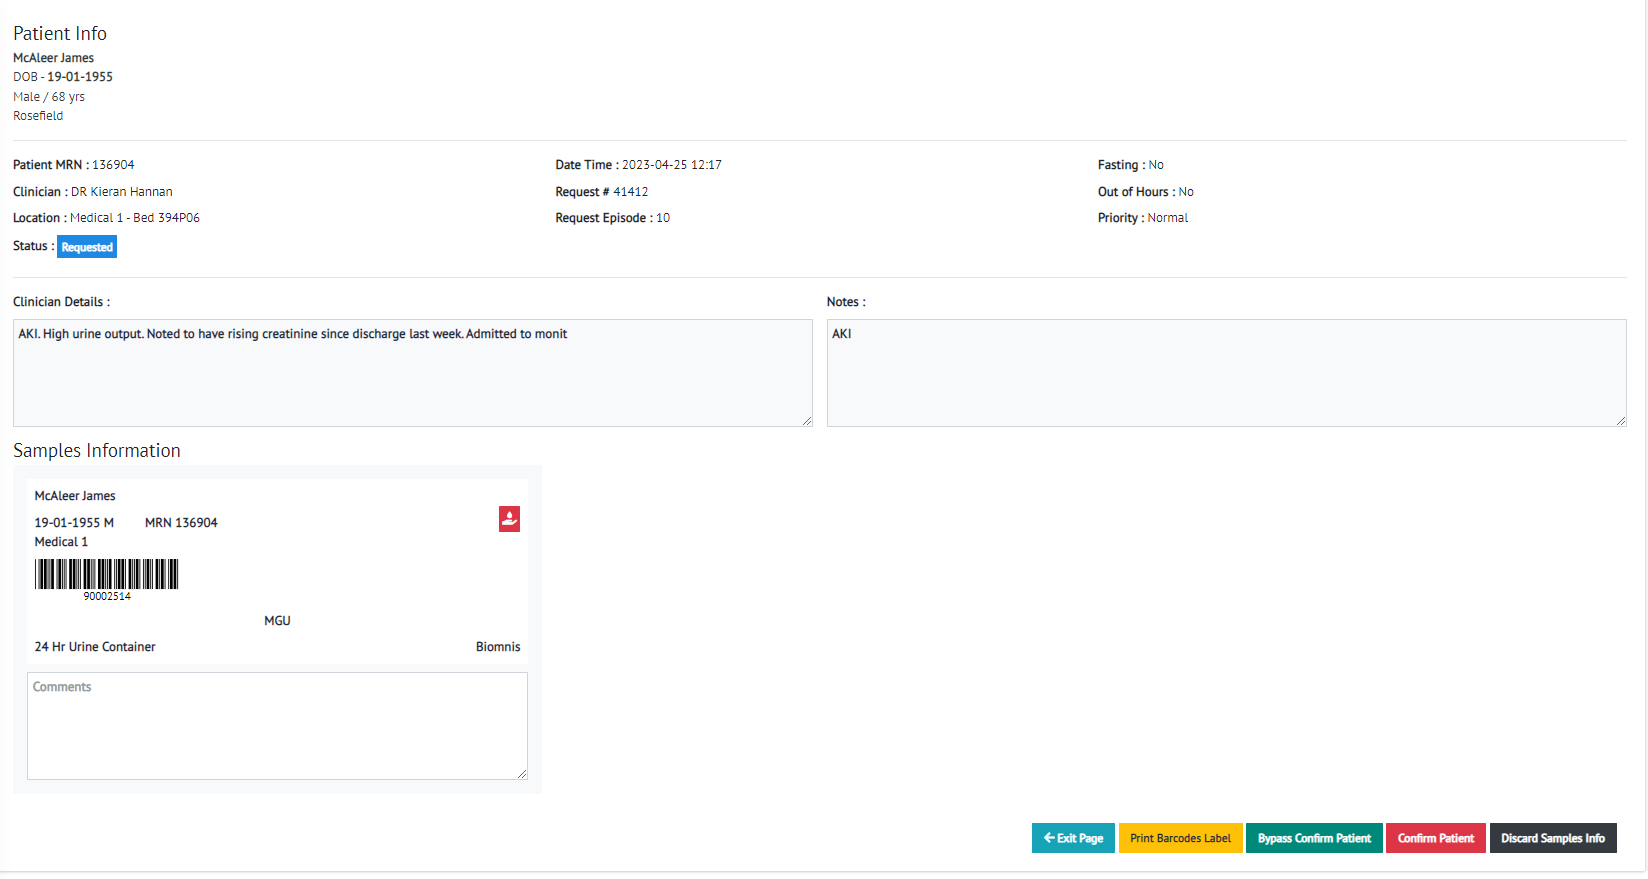 Patient Info
McAleer James
DOB - 19-01-1955
Male / 68 yrs
Rosefield
Patient MRN : 136904
Date Time : 2023-04-25 12:17
Fasting : No
Clinician : DR Kieran Hannan
Request # 41412
Out of Hours : No
Location : Medical 1 - Bed 394P06
Request Episode : 10
Priority : Normal
Status : Requested
Clinician Details :
Notes :
AKI. High urine output. Noted to have rising creatinine since discharge last week. Admitted to monit
AKI
Samples Information
McAleer James
19-01-1955 M MRN 136904
Medical 1
90002514
MGU
24 Hr Urine Container
Biomnis
Comments
Exit Page
Print Barcodes Label
Bypass Confirm Patient
Confirm Patient
Discard Samples Info